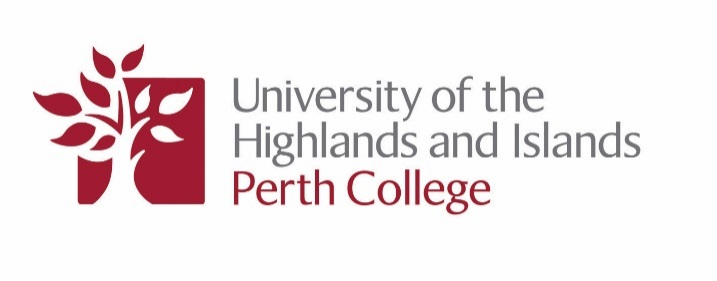 University of the
Highlands and Islands
Perth College